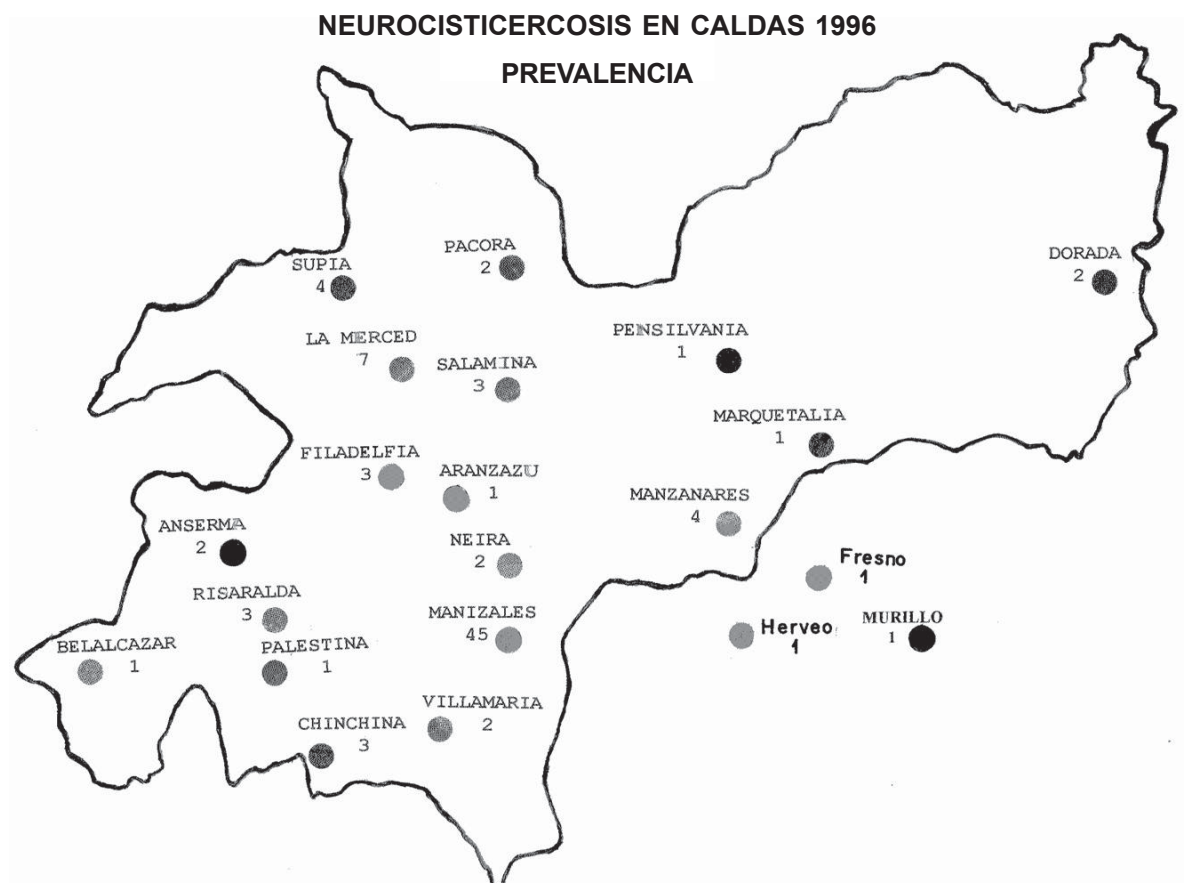 NEUROCISTICERCOSIS EN CALDAS 1996
PREVALENCIA
PACORA
2
SUPIA
4
DORADA
2
LA MERCED
7
PENSILVANIA
1
SALAMINA
3
MARQUETALIA
1
FILADELFIA
3
ARANZAZU
1
MANZANARES
4
ANSERMA
2
NEIRA
2
Fresno
1
RISARALDA
3
MANIZALES
45
Herveo
1
MURILLO
1
BELALCAZAR
1
PALESTINA
1
VILLAMARIA
2
CHINCHINA
3